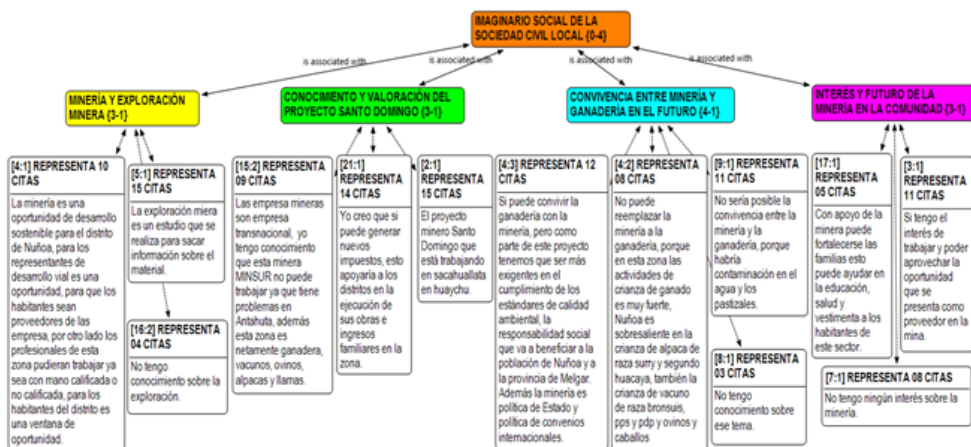 IMAGINARIO SOCIAL DE LA
SOCIEDAD CIVIL LOCAL {0-4}
is associated with
is associated with
is associated with
is associated with
MINERÍA Y EXPLORACIÓN
MINERA {3-1}
CONOCIMIENTO Y VALORACIÓN DEL
PROYECTO SANTO DOMINGO {3-1}
CONVIVENCIA ENTRE MINERÍA Y
GANADERÍA EN EL FUTURO {4-1}
INTERÉS Y FUTURO DE LA
MINERÍA EN LA COMUNIDAD {3-1}
[4:1] REPRESENTA 10
CITAS
La minería es una
oportunidad de desarrollo
sostenible para el distrito
de Nuñoa, para los
representantes de
desarrollo vial es una
oportunidad, para que los
habitantes sean
proveedores de las
empresa, por otro lado los
profesionales de esta
zona pudieran trabajar ya
sea con mano calificada o
no calificada, para los
habitantes del distrito es
una ventana de
oportunidad.
[5:1] REPRESENTA
15 CITAS
La exploración miera
es un estudio que se
realiza para sacar
información sobre el
material.
[16:2] REPRESENTA
04 CITAS
No tengo
conocimiento sobre la
exploración.
[15:2] REPRESENTA
09 CITAS
Las empresa mineras
son empresa
transnacional, yo
tengo conocimiento
que esta minera
MINSUR no puede
trabajar ya que tiene
problemas en
Antahuta, además
esta zona es
netamente ganadera,
vacunos, ovinos,
alpacas y llamas.
[21:1]
REPRESENTA
14 CITAS
Yo creo que si
puede generar
nuevos
impuestos, esto
apoyaría a los
distritos en la
ejecución de
sus obras e
ingresos
familiares en la
zona.
[2:1]
REPRESENTA
15 CITAS
El proyecto
minero Santo
Domingo que
está trabajando
en sacahuallata
en huaychu.
[4:3] REPRESENTA 12
CITAS
Si puede convivir la
ganadería con la
minería, pero como
parte de este proyecto
tenemos que ser más
exigentes en el
cumplimiento de los
estándares de calidad
ambiental, la
responsabilidad social
que va a beneficiar a la
población de Nuñoa y a
la provincia de Melgar.
Además la minería es
política de Estado y
política de convenios
internacionales.
[4:2] REPRESENTA
08 CITAS
No puede
reemplazar la
minería a la
ganadería, porque
en esta zona las
actividades de
crianza de ganado
es muy fuerte,
Nuñoa es
sobresaliente en la
crianza de alpaca de
raza surry y segundo
huacaya, también la
crianza de vacuno
de raza bronsuis,
pps y pdp y ovinos y
caballos
[9:1] REPRESENTA
11 CITAS
No sería posible la
convivencia entre la
minería y la
ganadería, porque
habría
contaminación en el
agua y los
pastizales.
[8:1] REPRESENTA
03 CITAS
No tengo
conocimiento sobre
ese tema.
[17:1]
REPRESENTA
05 CITAS
Con apoyo de la
minera puede
fortalecerse las
familias esto puede
ayudar en la
educación, salud y
vestimenta a los
habitantes de este
sector.
[3:1]
REPRESENTA
11 CITAS
Si tengo el
interés de
trabajar y poder
aprovechar la
oportunidad
que se
presenta como
proveedor en la
mina.
[7:1] REPRESENTA 08 CITAS
No tengo ningún interés sobre la
minería.